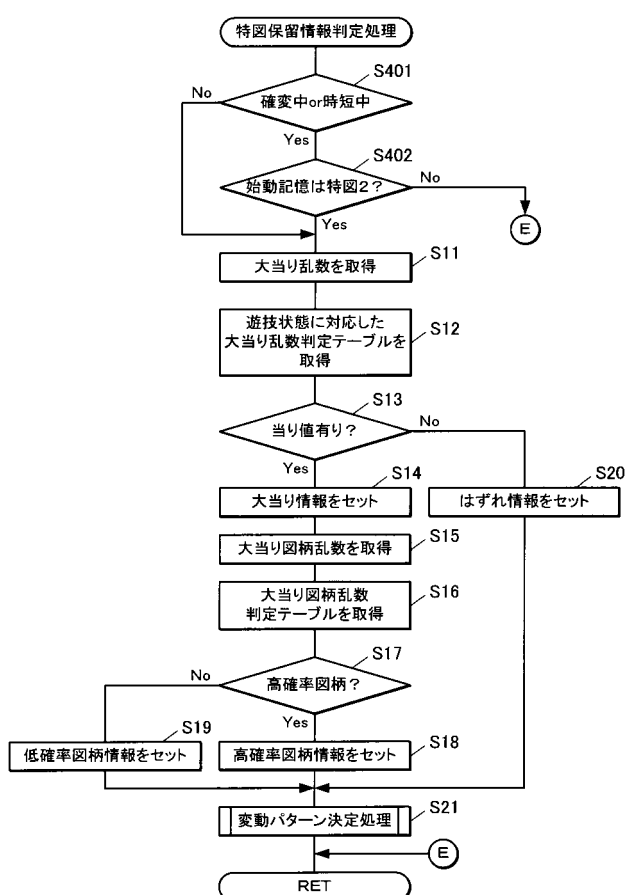 特図保留情報判定処理
S401
確変中or時短中
No
Yes
S402
始動記憶は特図2?
No
Yes
E
S11
大当り乱数を取得
S12
遊技状態に対応した
大当り乱数判定テーブルを
取得
S13
当り値有り?
No
Yes
S14
大当り情報をセット
S20
はずれ情報をセット
S15
大当り図柄乱数を取得
S16
大当り図柄乱数
判定テーブルを取得
S17
高確率図柄?
No
Yes
S19
低確率図柄情報をセット
S18
高確率図柄情報をセット
S21
変動パターン決定処理
E
RET